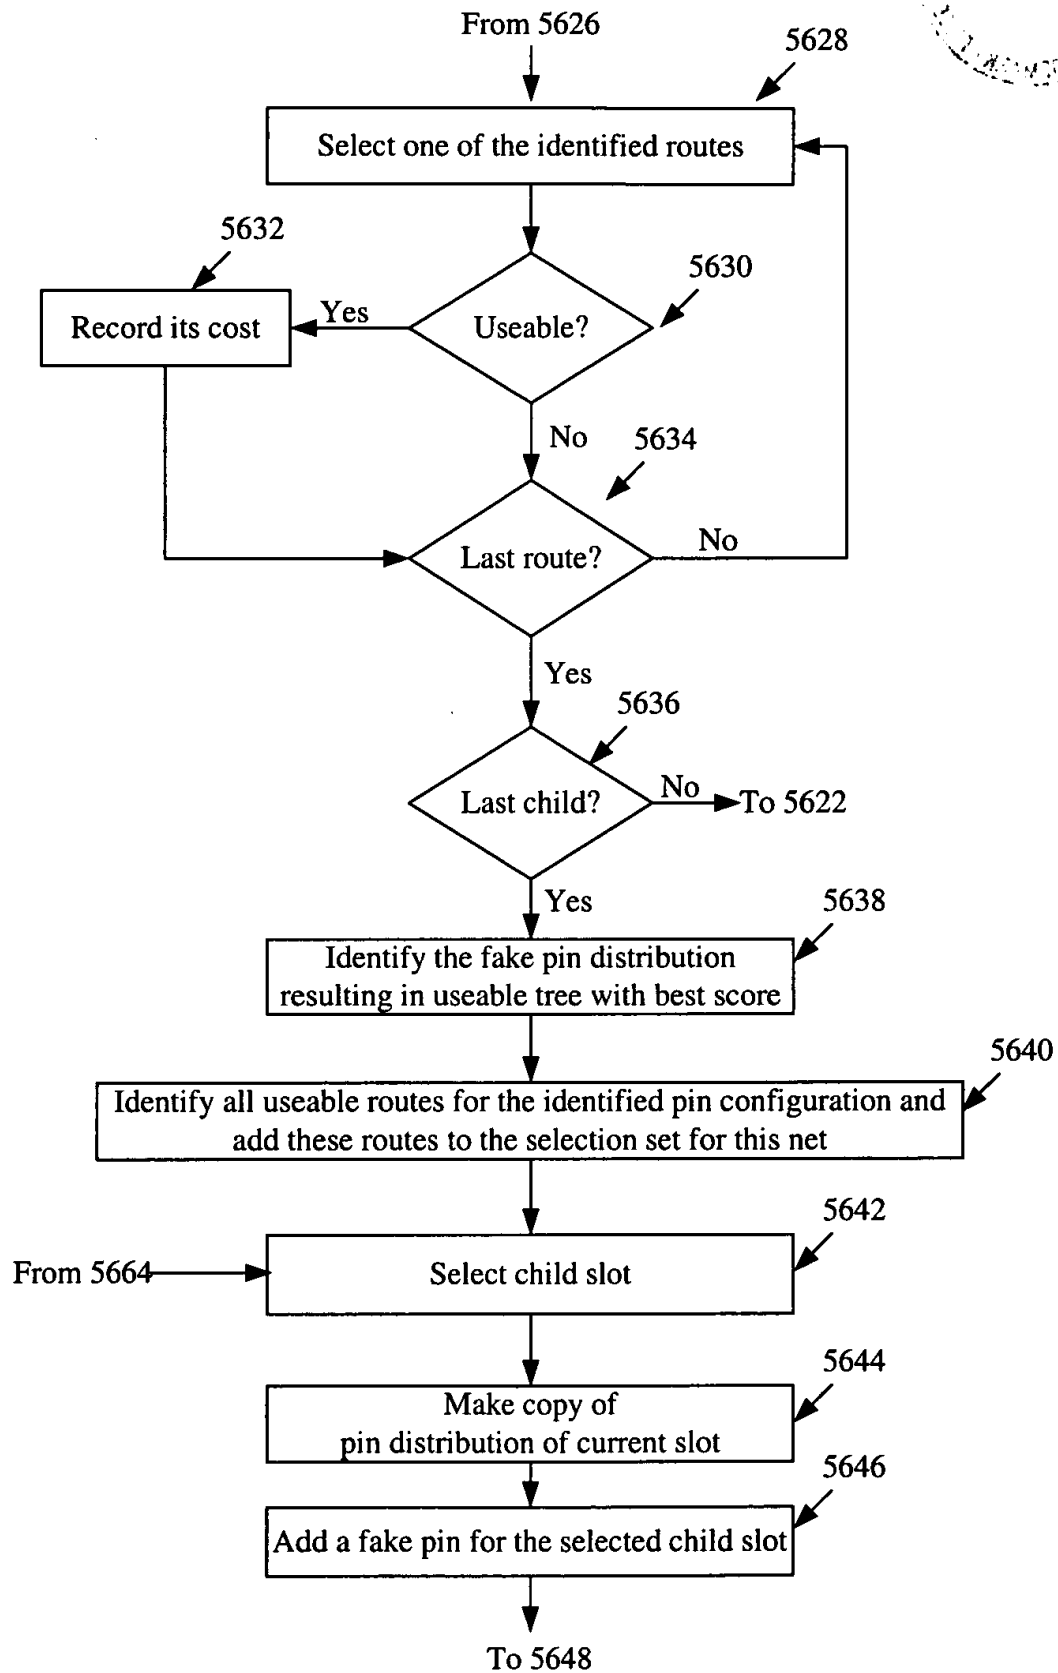 From 5626
5628
Select one of the identified routes
5632
5630
Record its cost
Yes
Useable?
No
5634
Last route?
No
Yes
5636
Last child?
No
To 5622
Yes
5638
Identify the fake pin distribution
resulting in useable tree with best score
5640
Identify all useable routes for the identified pin configuration and
add these routes to the selection set for this net
5642
From 5664
Select child slot
5644
Make copy of
pin distribution of current slot
5646
Add a fake pin for the selected child slot
To 5648